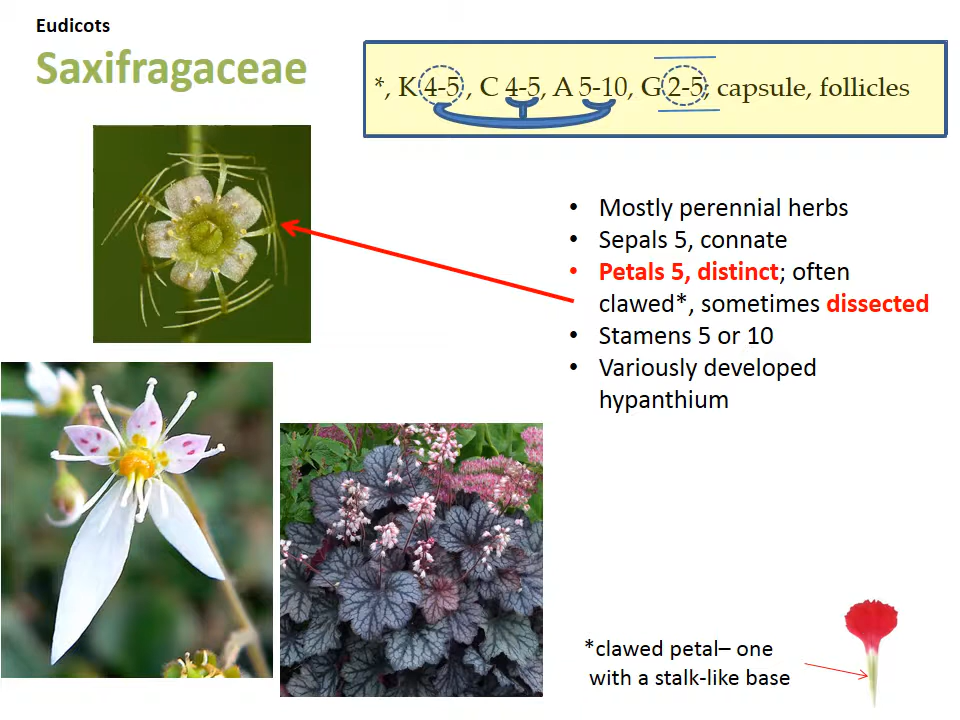 Eudicots
Saxifragaceae
*, K 4-5, C 4-5, A 5-10, G 2-5; capsule, follicles
• Mostly perennial herbs
• Sepals 5, connate
• Petals 5, distinct; often
clawed*, sometimes dissected
• Stamens 5 or 10
• Variously developed
hypanthium
*clawed petal– one
with a stalk-like base